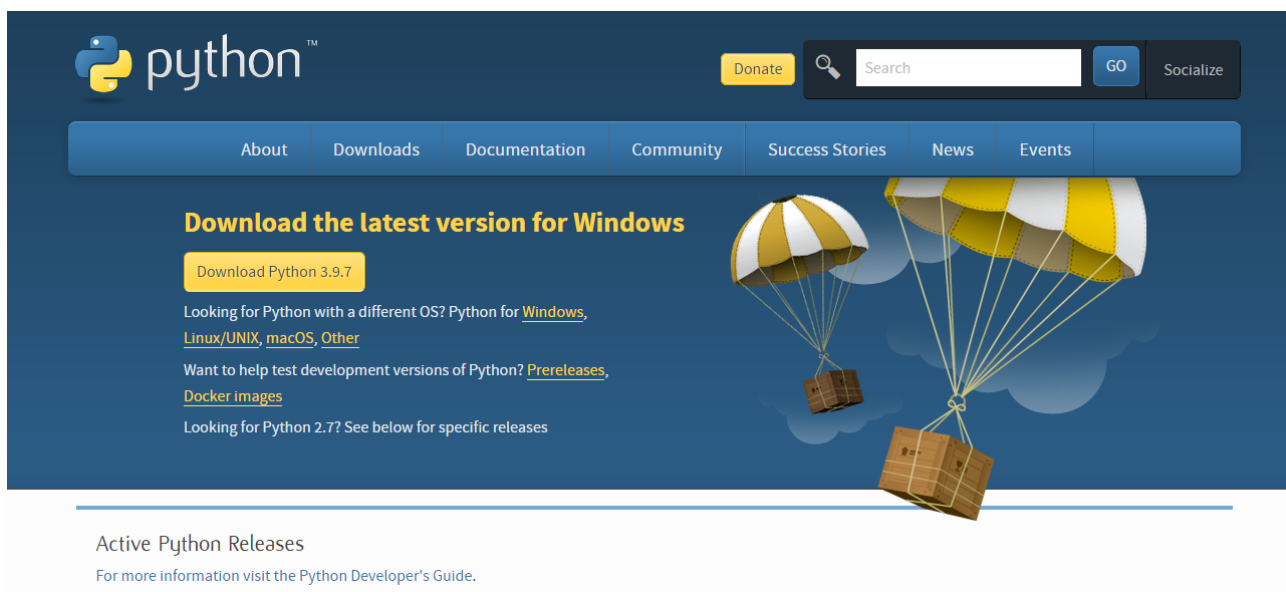 python™
Donate
Search
GO
Socialize
About Downloads Documentation Community Success Stories News Events
Download the latest version for Windows
Download Python 3.9.7
Looking for Python with a different OS? Python for Windows,
Linux/UNIX, macOS, Other
Want to help test development versions of Python? Prereleases,
Docker images
Looking for Python 2.7? See below for specific releases
Active Python Releases
For more information visit the Python Developer's Guide.